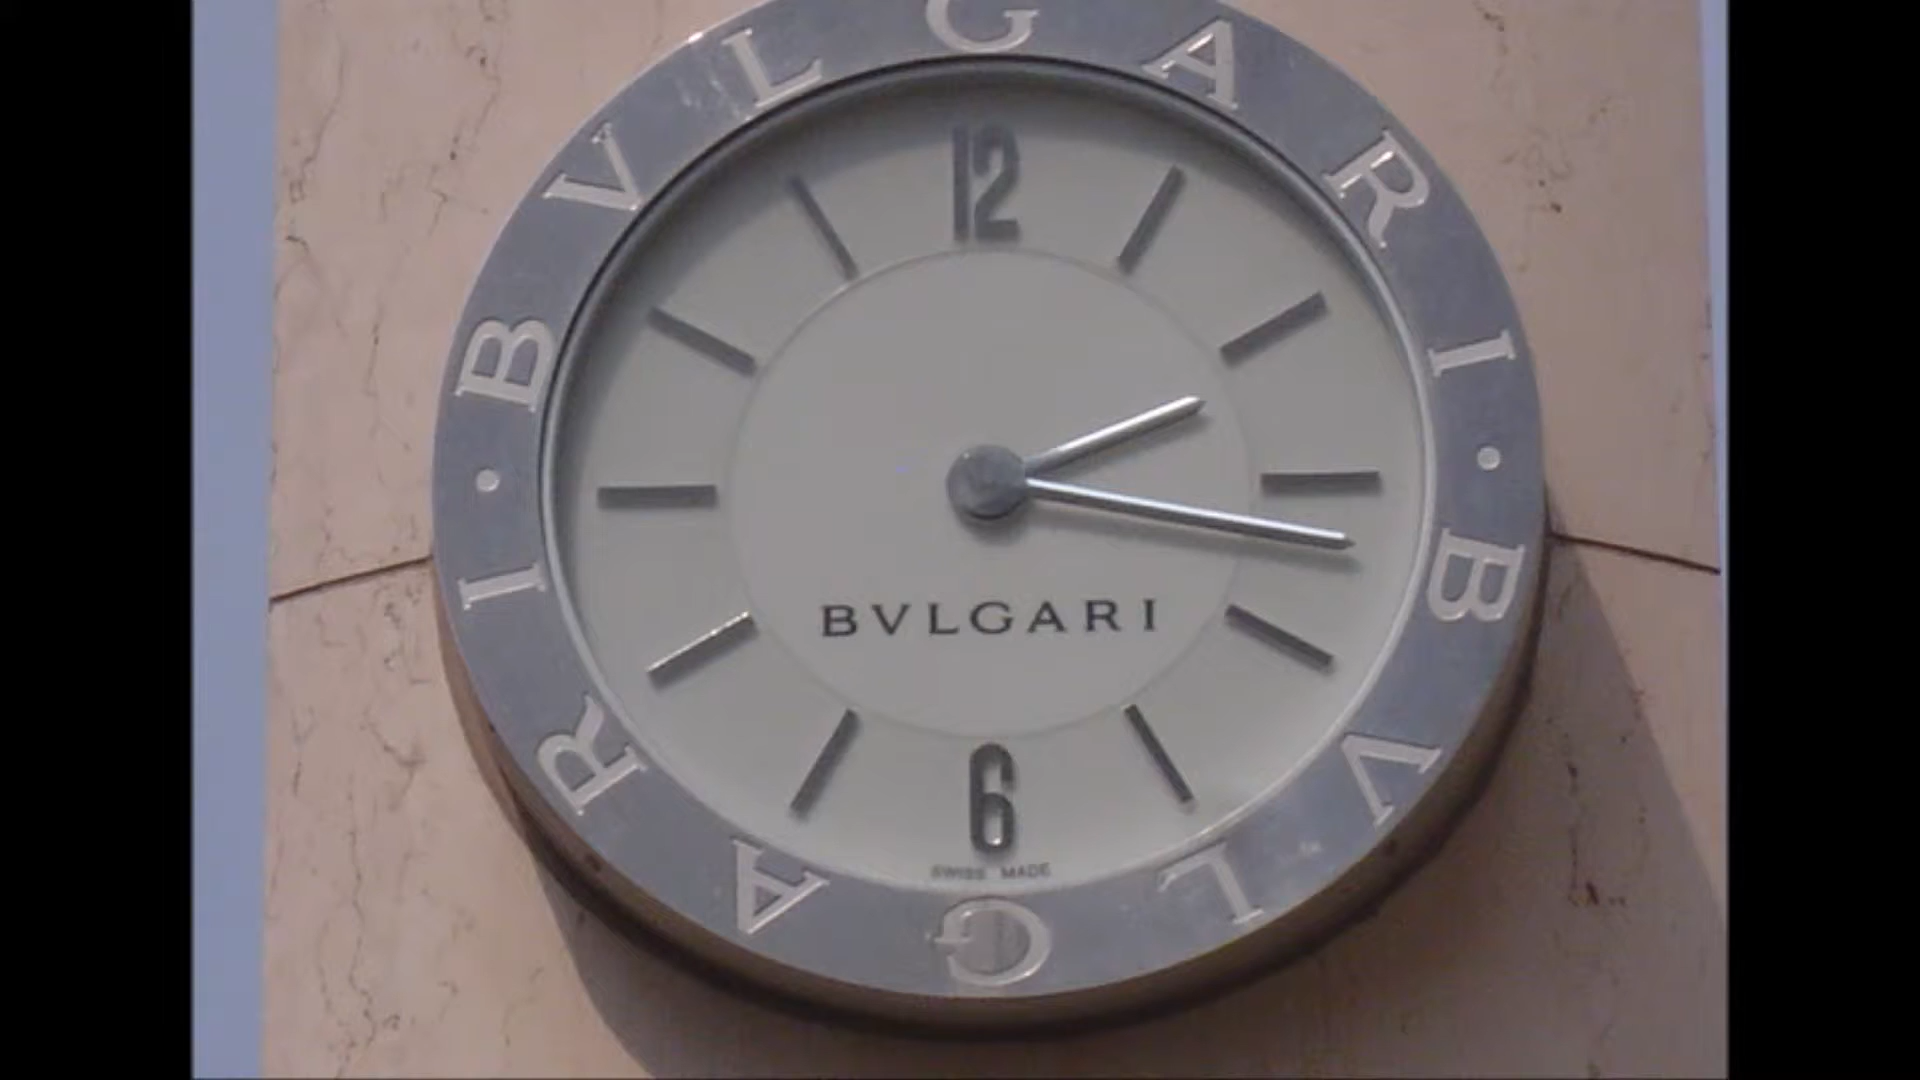 BVLGARI · BVLGARI ·
12
BVLGARI
6
SWISS MADE